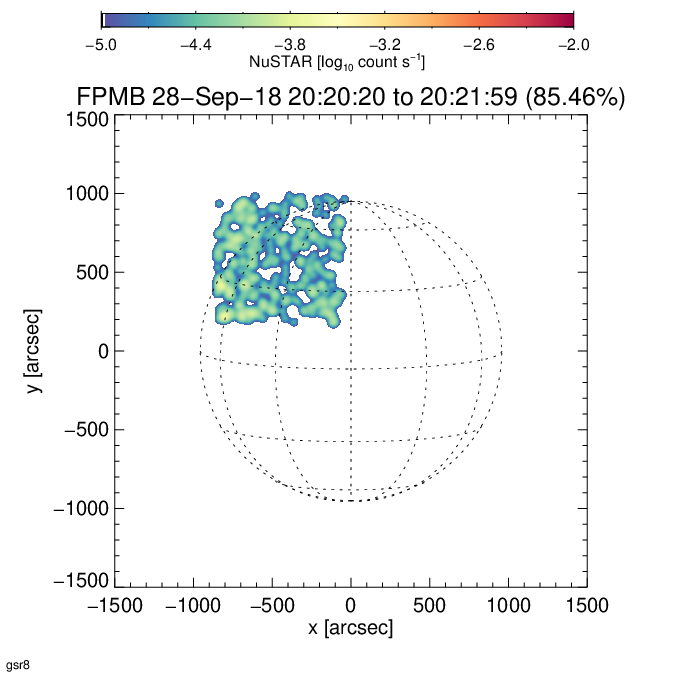 −5.0 −4.4 −3.8 −3.2 −2.6 −2.0
NuSTAR [log₁₀ count s⁻¹]
FPMB 28−Sep−18 20:20:20 to 20:21:59 (85.46%)
1500
1000
500
0
−500
−1000
−1500
y [arcsec]
−1500 −1000 −500 0 500 1000 1500
x [arcsec]
gsr8